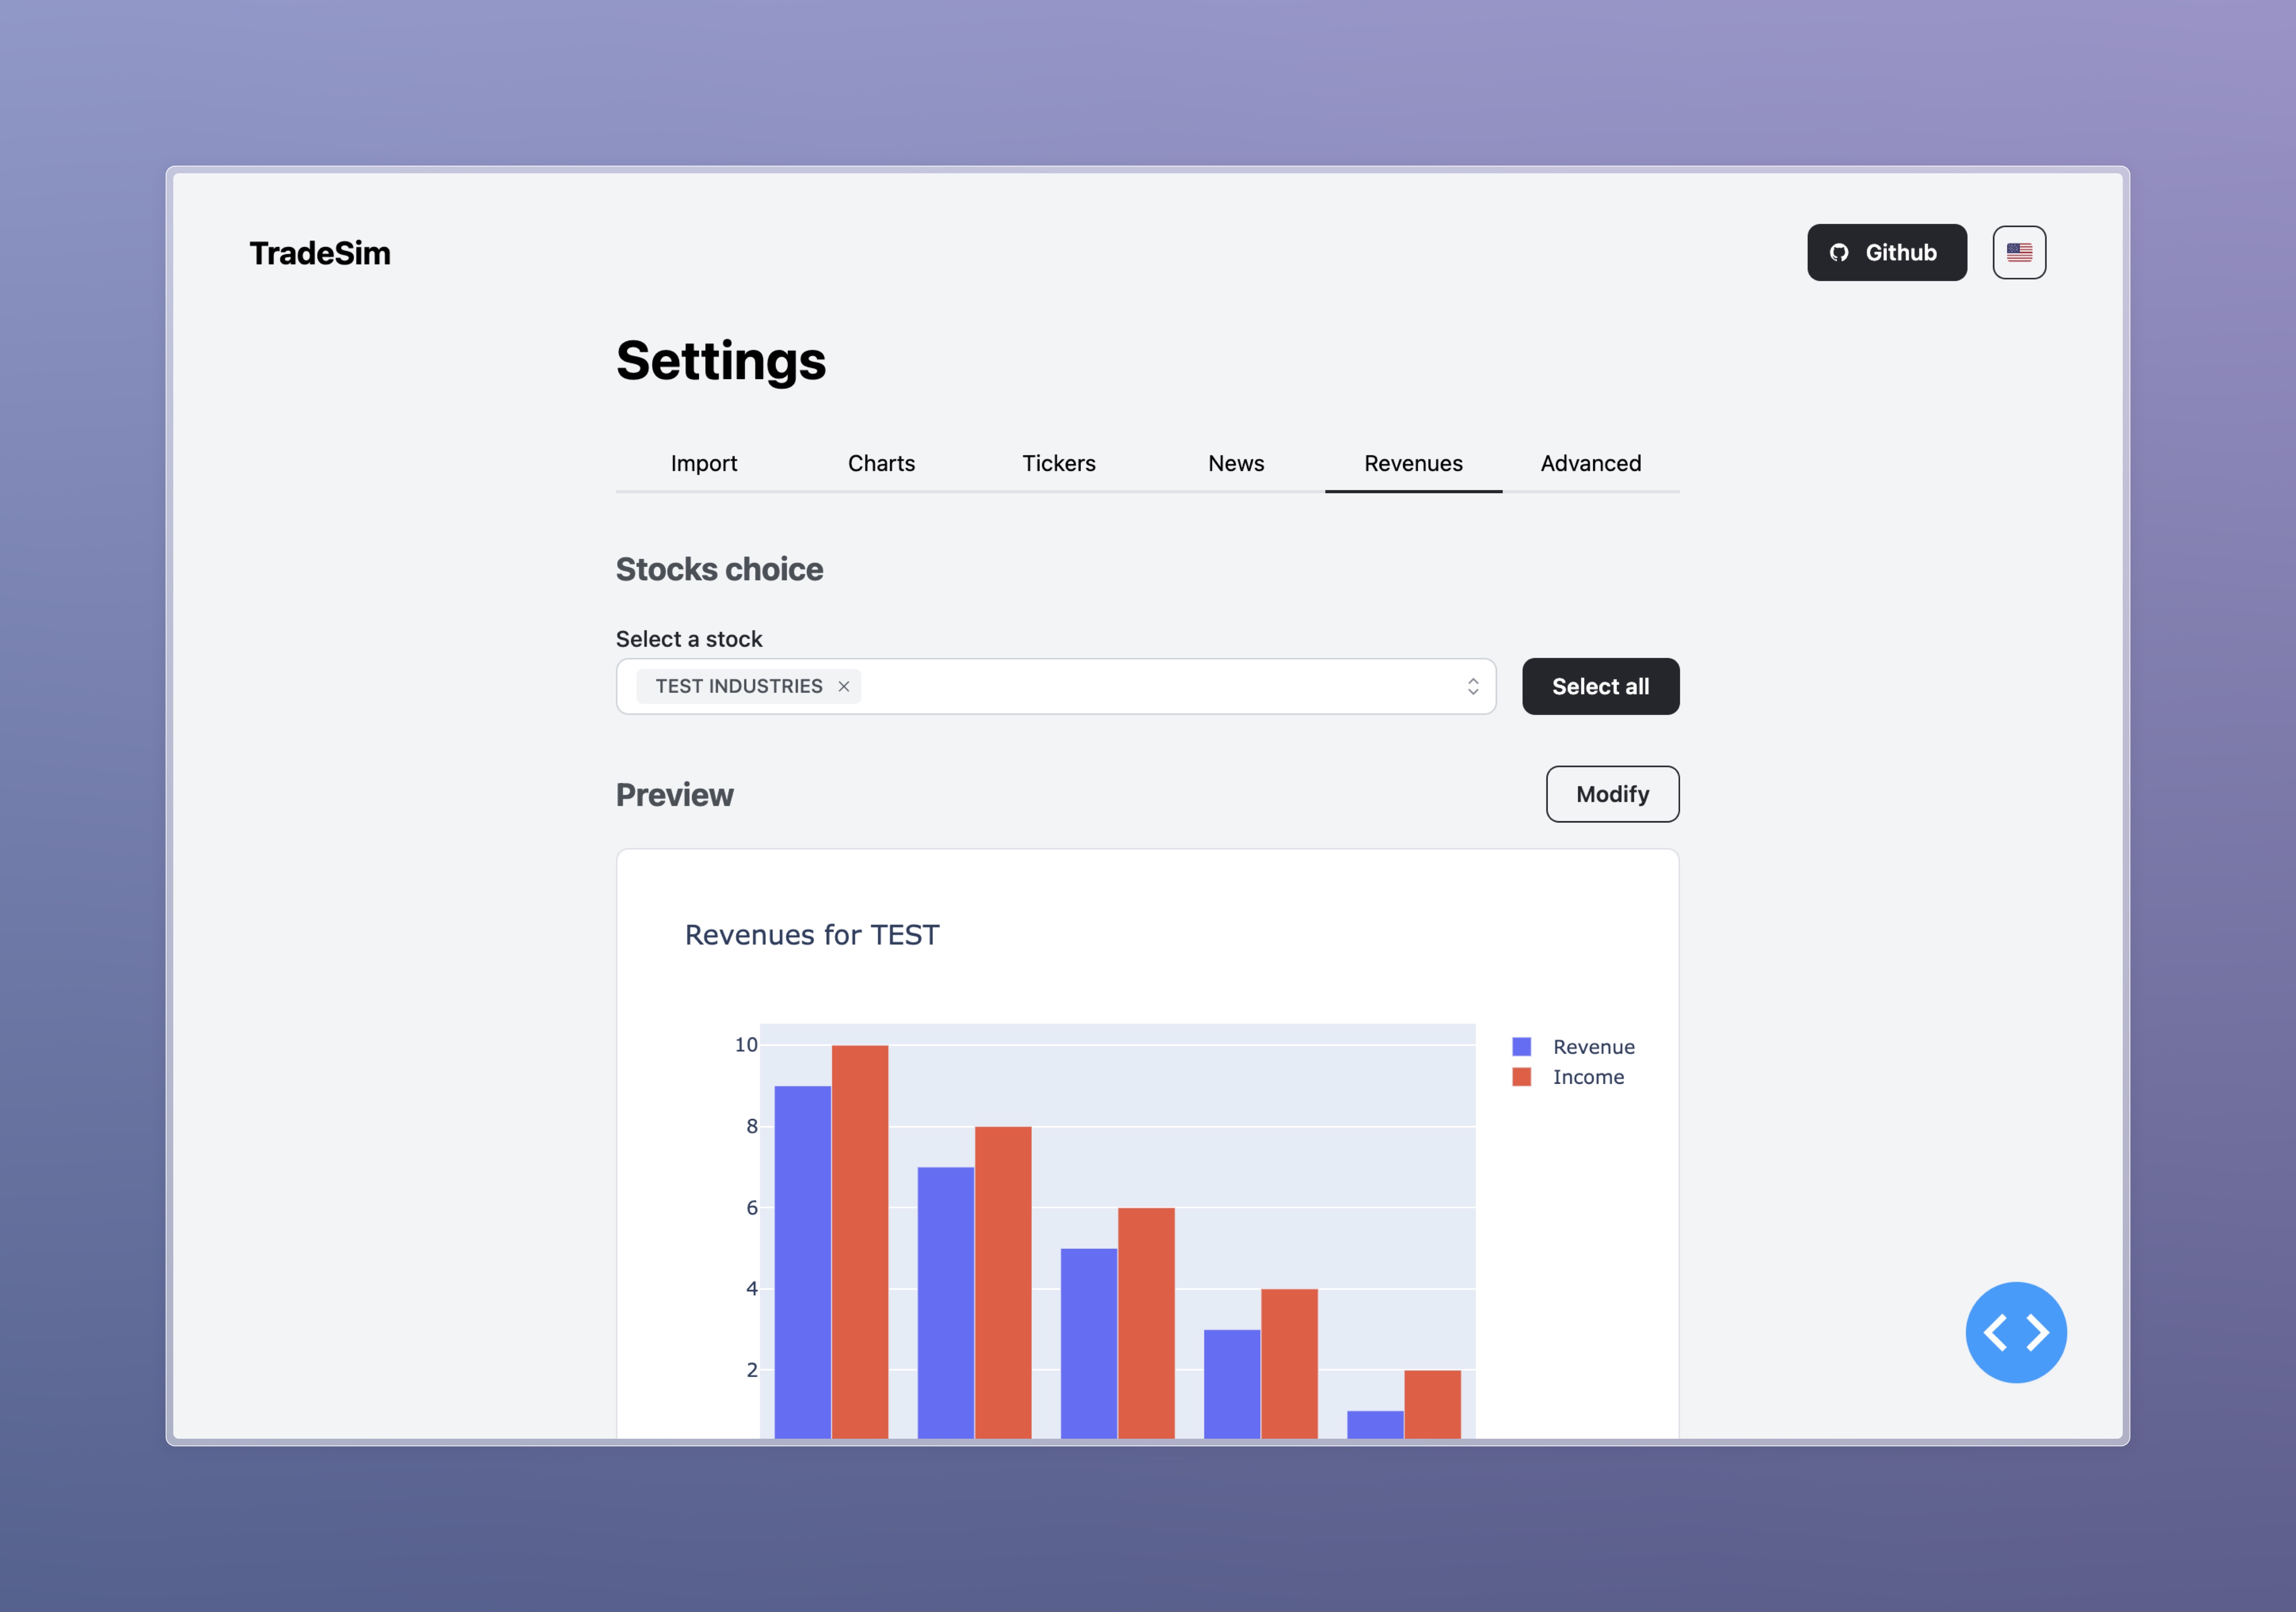 TradeSim
Github
Settings
Import Charts Tickers News Revenues Advanced
Stocks choice
Select a stock
TEST INDUSTRIES
Select all
Preview
Modify
Revenues for TEST
10
8
6
4
2
Revenue
Income